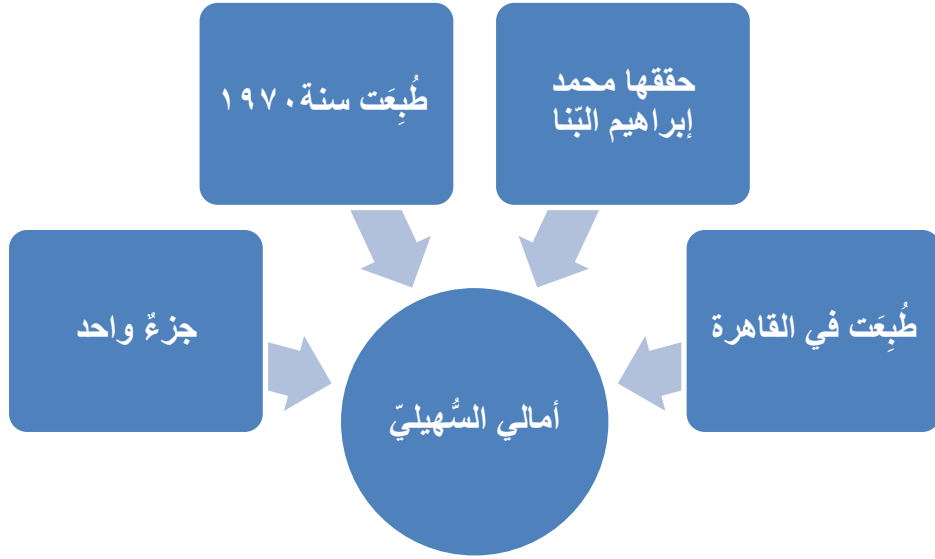 حققها محمد
إبراهيم البّنا
طُبِعَت سنة١٩٧٠
طُبِعَت في القاهرة
جزءٌ واحد
أمالي السُّهيليّ